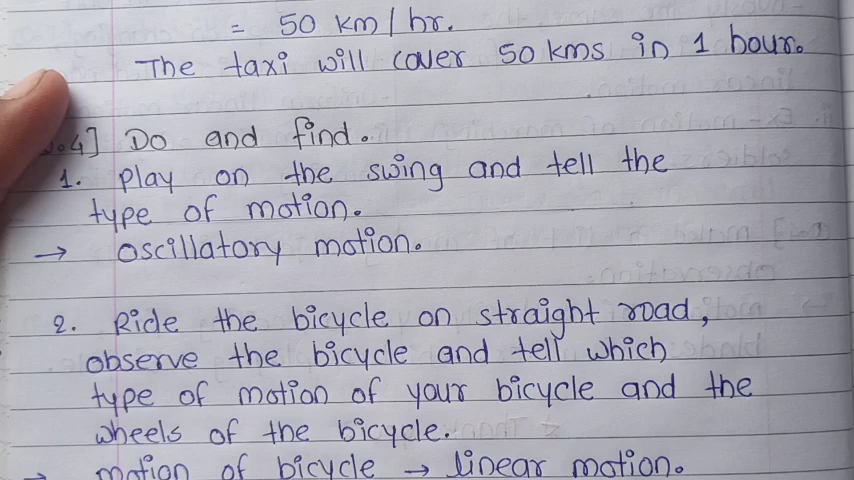 = 50 km/hr.
The taxi will cover 50 kms in 1 hour.
.4] Do and find.
1. Play on the swing and tell the
type of motion.
→ Oscillatory motion.
2. Ride the bicycle on straight road,
observe the bicycle and tell which
type of motion of your bicycle and the
wheels of the bicycle.
→ motion of bicycle → linear motion.